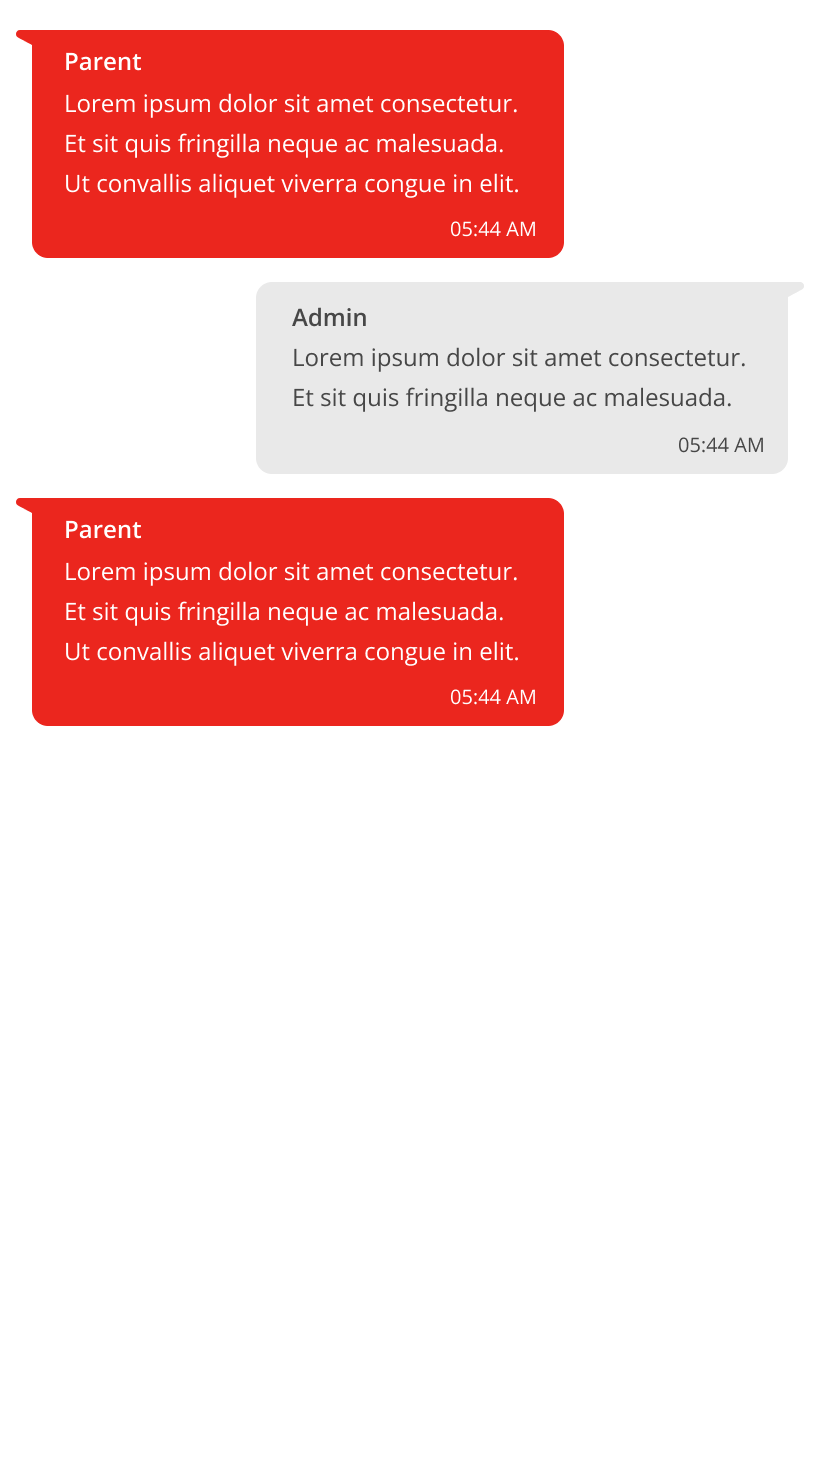 Parent
Lorem ipsum dolor sit amet consectetur.
Et sit quis fringilla neque ac malesuada.
Ut convallis aliquet viverra congue in elit.
05:44 AM
Admin
Lorem ipsum dolor sit amet consectetur.
Et sit quis fringilla neque ac malesuada.
05:44 AM
Parent
Lorem ipsum dolor sit amet consectetur.
Et sit quis fringilla neque ac malesuada.
Ut convallis aliquet viverra congue in elit.
05:44 AM